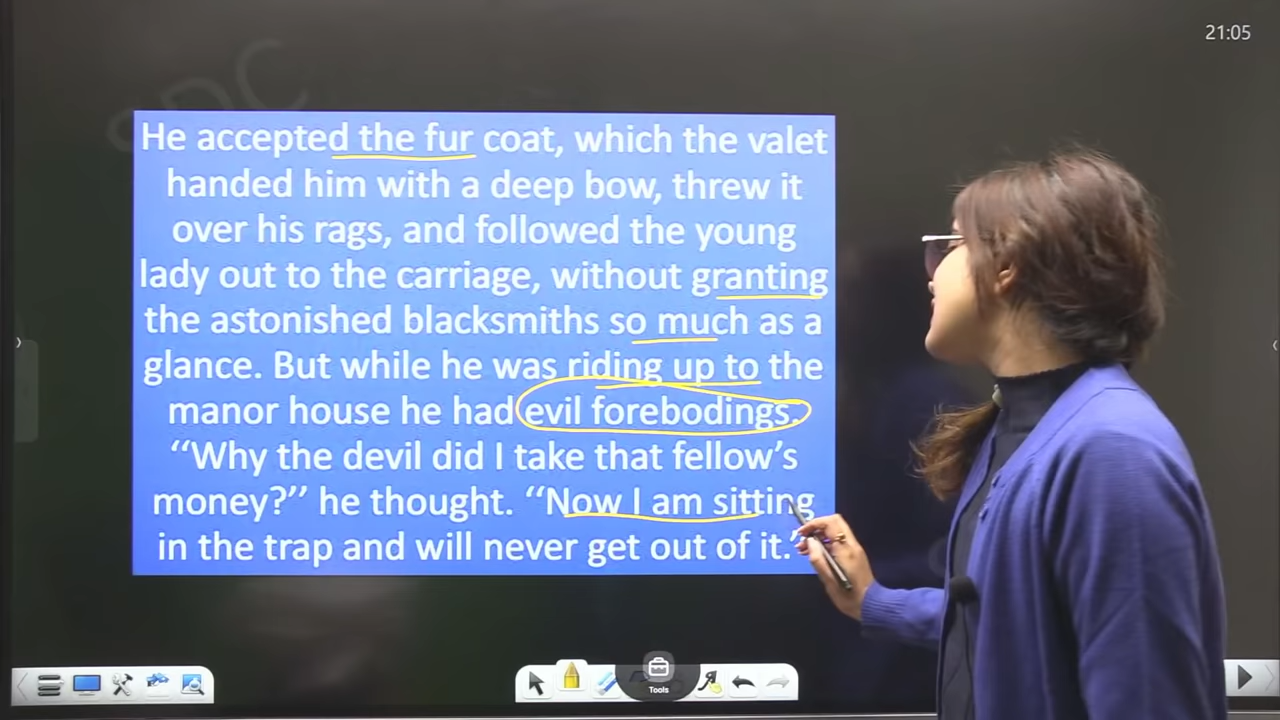 21:05
He accepted the fur coat, which the valet
handed him with a deep bow, threw it
over his rags, and followed the young
lady out to the carriage, without granting
the astonished blacksmiths so much as a
glance. But while he was riding up to the
manor house he had evil forebodings.
‘‘Why the devil did I take that fellow’s
money?’’ he thought. ‘‘Now I am sitting
in the trap and will never get out of it.’’
Tools